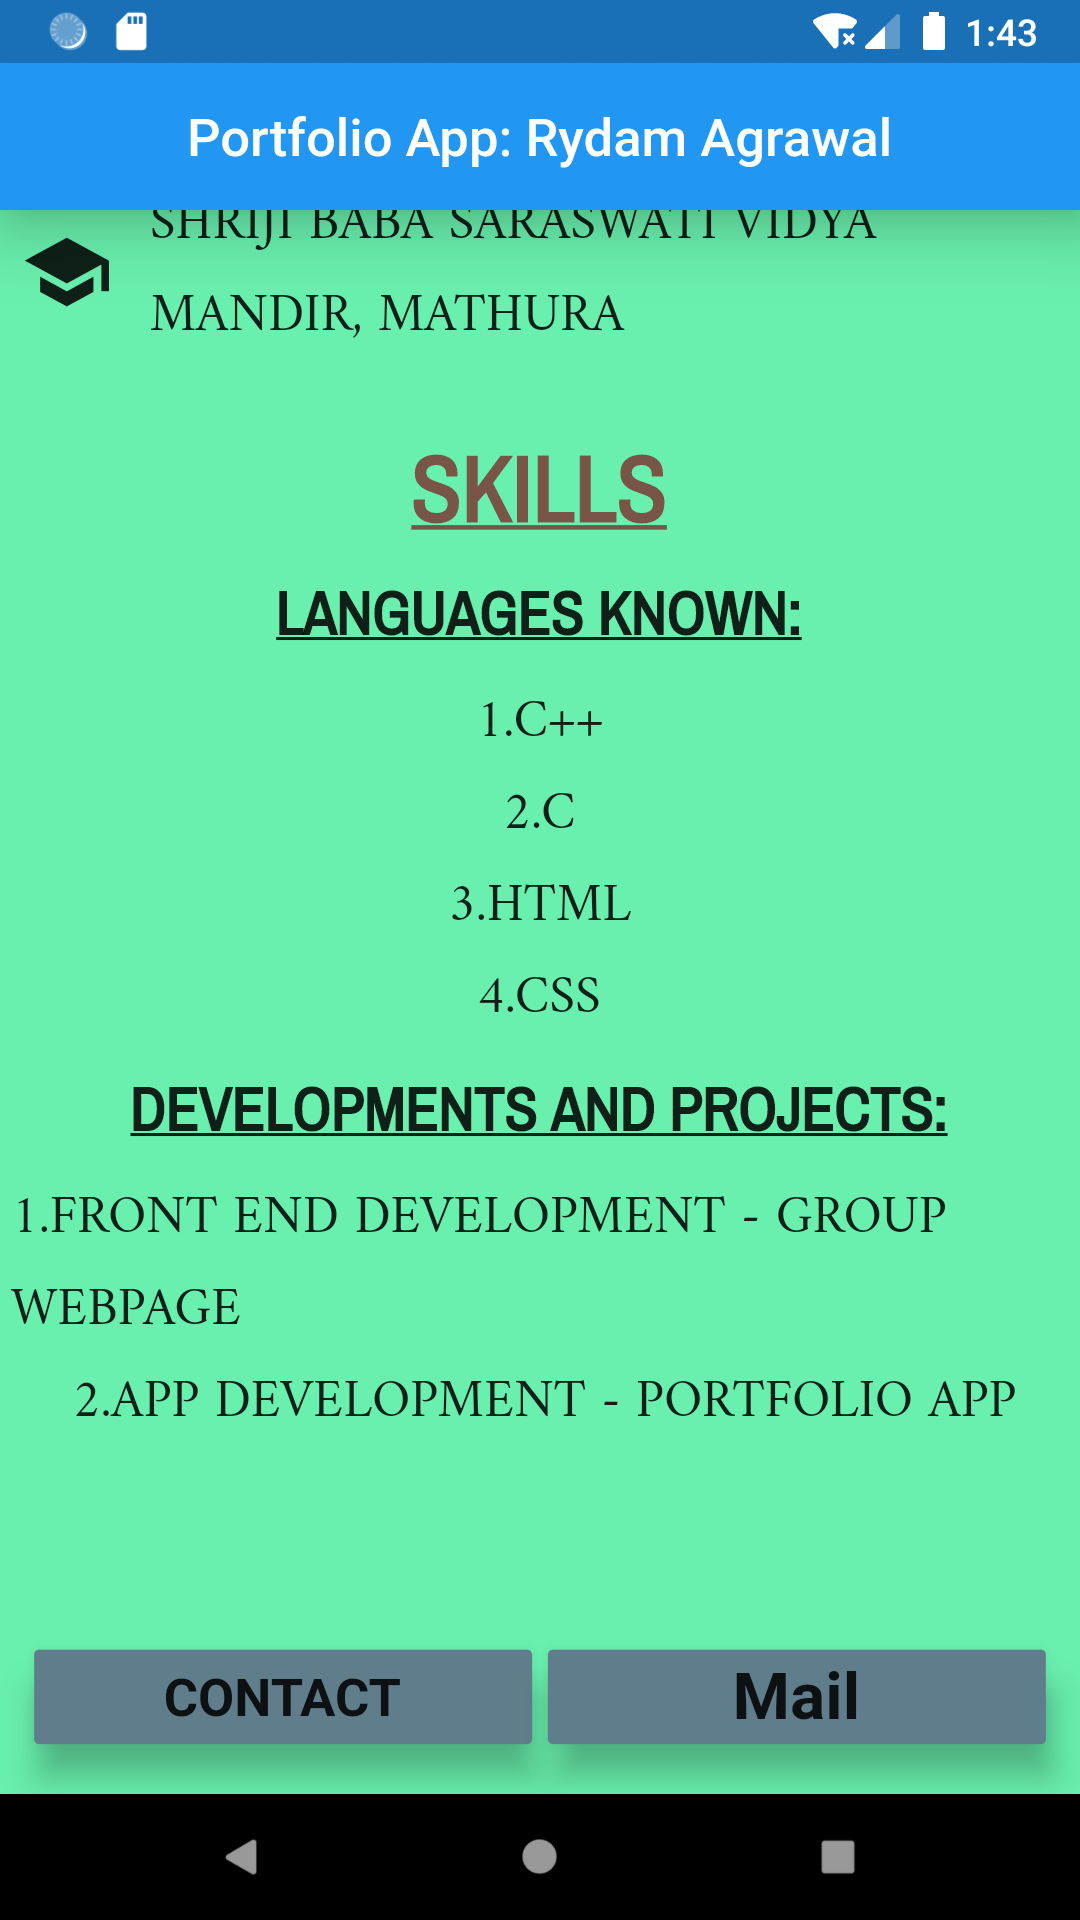 1:43
Portfolio App: Rydam Agrawal
SHRIJI BABA SARASWATI VIDYA
MANDIR, MATHURA
SKILLS
LANGUAGES KNOWN:
1.C++
2.C
3.HTML
4.CSS
DEVELOPMENTS AND PROJECTS:
1.FRONT END DEVELOPMENT - GROUP
WEBPAGE
2.APP DEVELOPMENT - PORTFOLIO APP
CONTACT
Mail